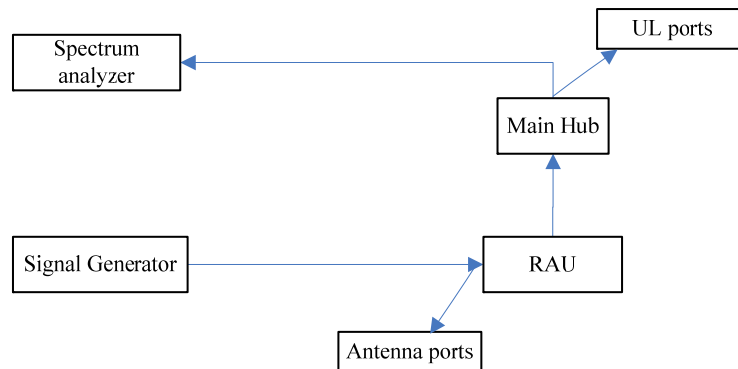 UL ports
Spectrum
analyzer
Main Hub
Signal Generator
RAU
Antenna ports